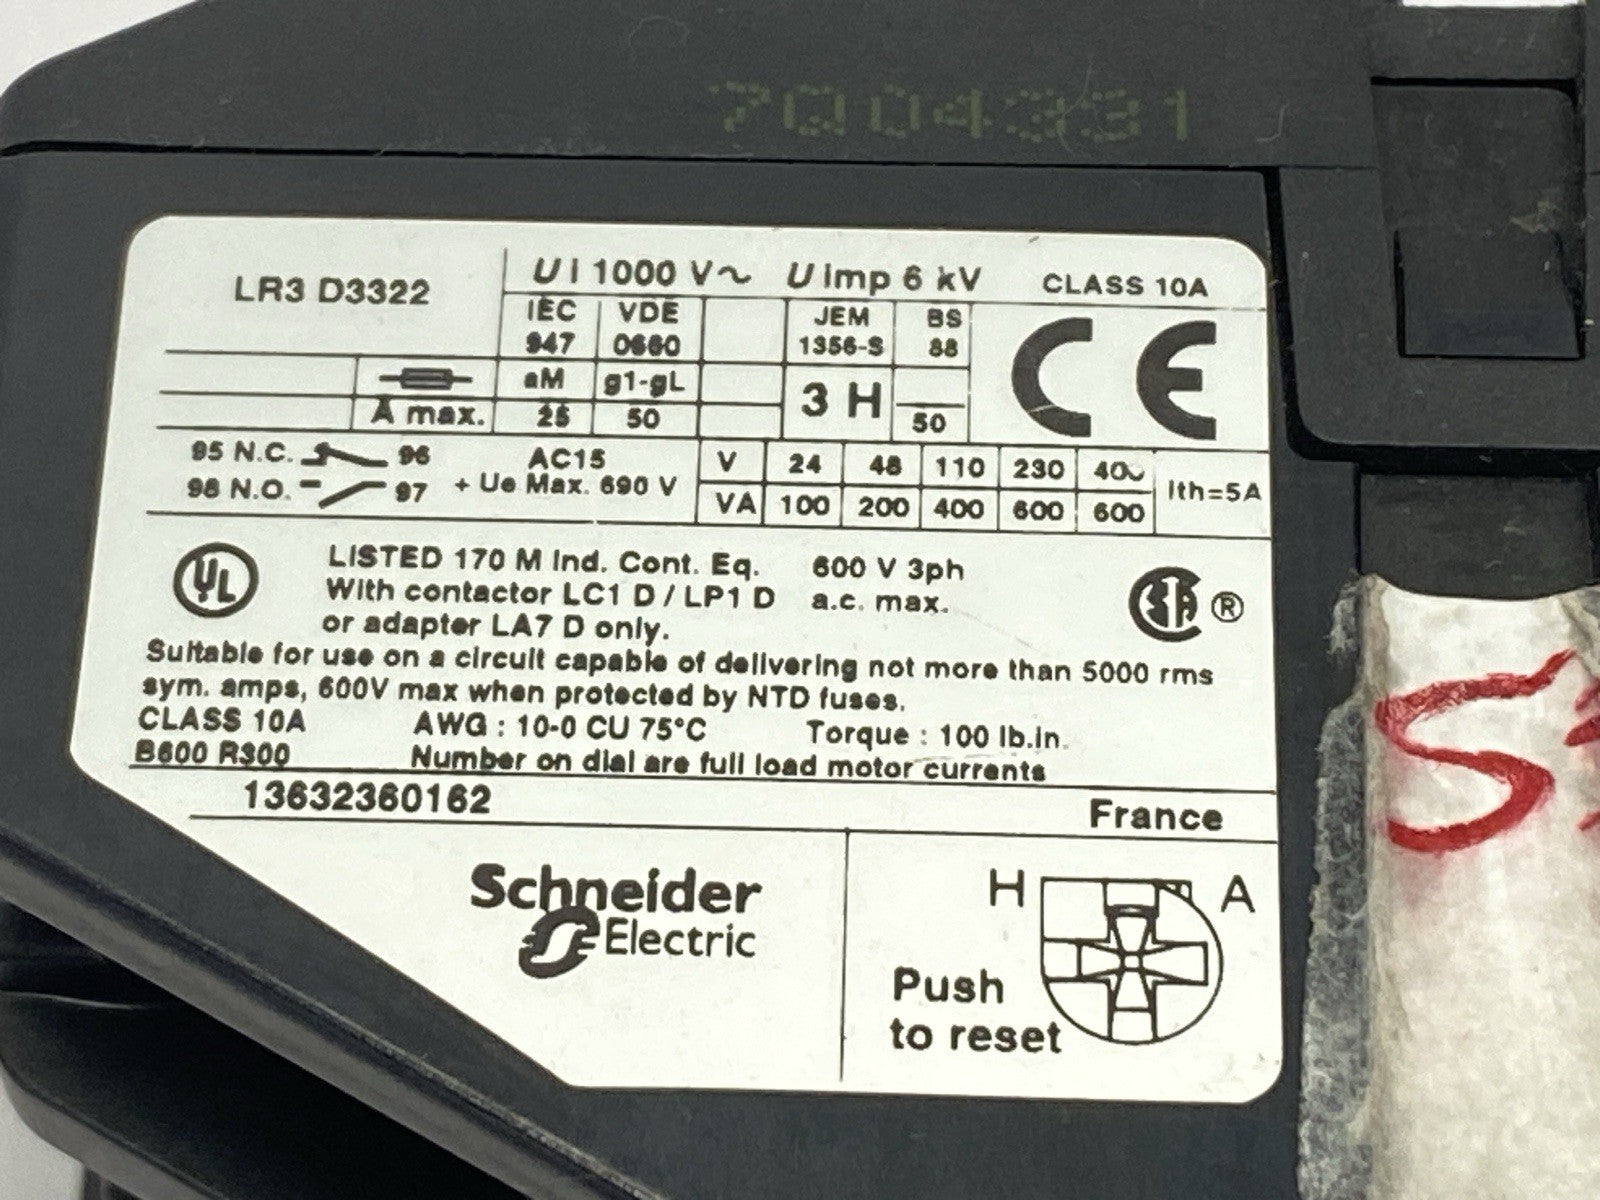 7Q04331
LR3 D3322
Ui 1000 V~ U imp 6 kV CLASS 10A
IEC 947 VDE 0660 JEM 1356-S BS 88
aM g1-gL 3 H
A max. 25 50 50
CE
95 N.C. 96 AC15 V 24 48 110 230 400
98 N.O. 97 + Ue Max. 690 V VA 100 200 400 600 600 Ith=5A
UL LISTED 170 M Ind. Cont. Eq. 600 V 3ph
With contactor LC1 D / LP1 D a.c. max. CSA ®
or adapter LA7 D only.
Suitable for use on a circuit capable of delivering not more than 5000 rms
sym. amps, 600V max when protected by NTD fuses.
CLASS 10A AWG : 10-0 CU 75°C Torque : 100 lb.in.
B600 R300 Number on dial are full load motor currents
13632360162 France
Schneider
Electric
H A
Push
to reset